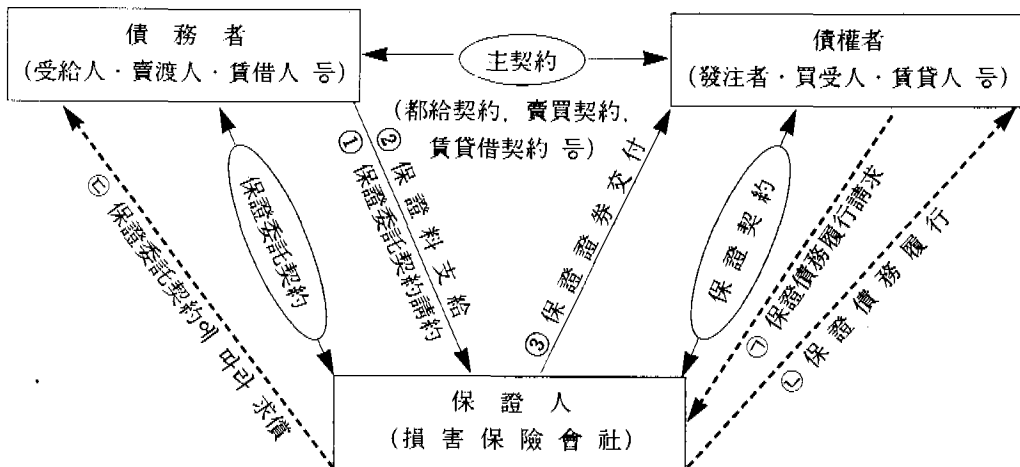 債務者
(受給人·賣渡人·賃借人 등)
主契約
(都給契約, 賣買契約,
賃貸借契約 등)
債權者
(發注者·買受人·賃貸人 등)
㉢ 保證委託契約에 따라 求償
保證委託契約
① 保證委託契約請約
② 保證料支給
③ 保證證券交付
保證契約
㉠ 保證債務履行請求
㉡ 保證債務履行
保證人
(損害保險會社)